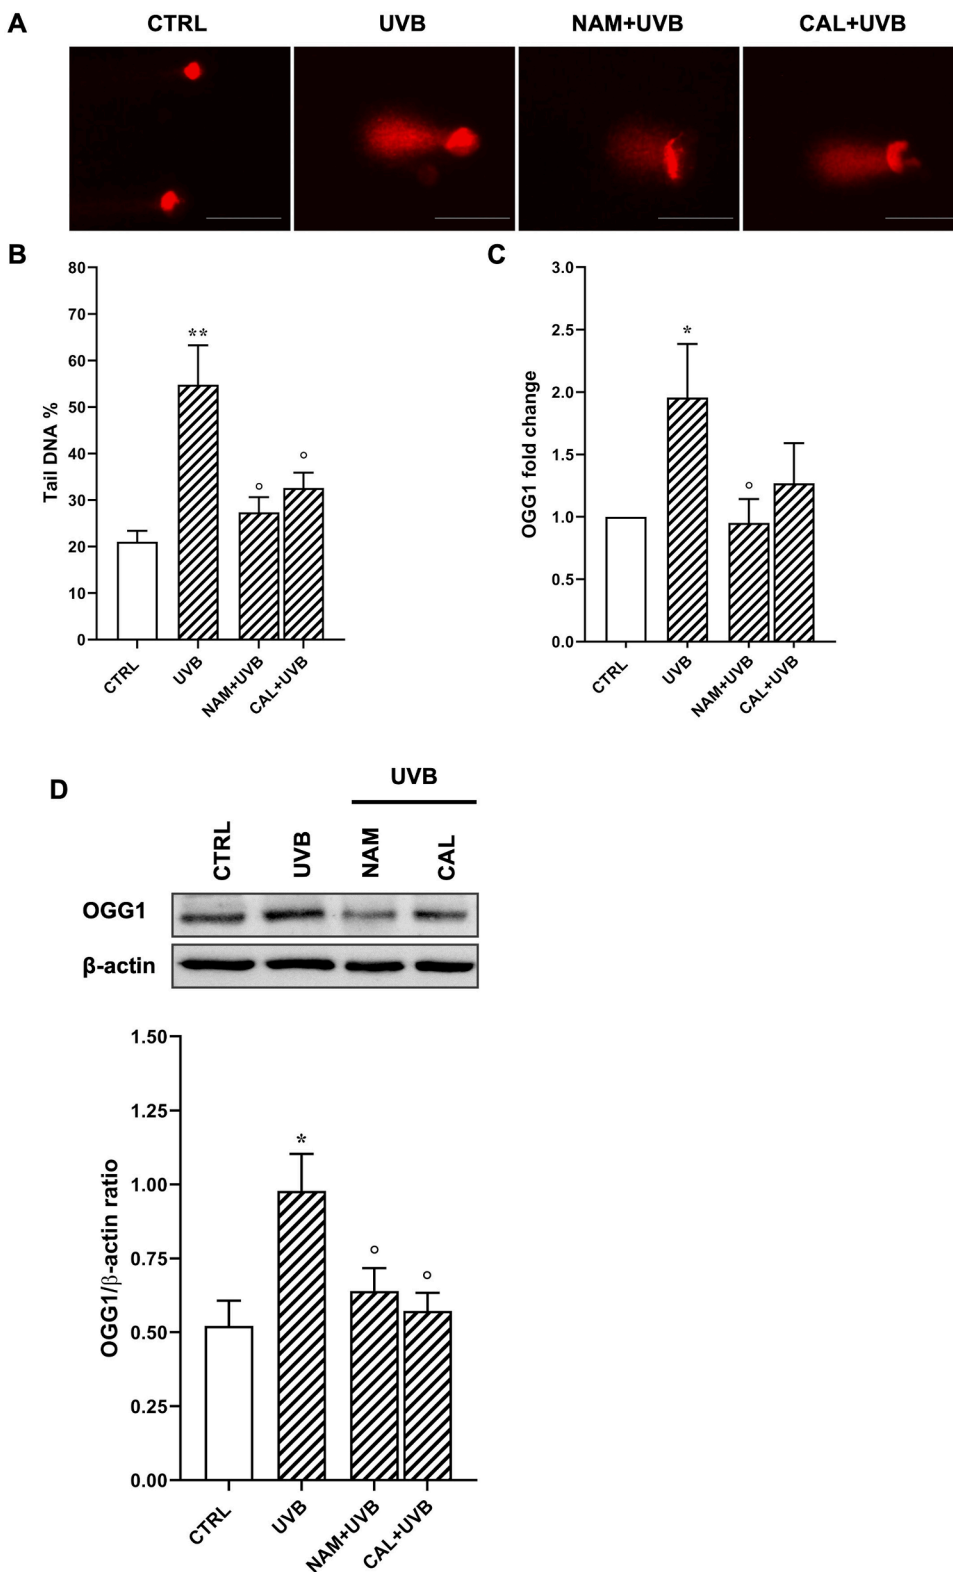 A
CTRL UVB NAM+UVB CAL+UVB
B
80
70
60
50
40
30
20
10
0
Tail DNA %
**
°
°
CTRL
UVB
NAM+UVB
CAL+UVB
C
3.0
2.5
2.0
1.5
1.0
0.5
0.0
OGG1 fold change
*
°
CTRL
UVB
NAM+UVB
CAL+UVB
D
UVB
CTRL
UVB
NAM
CAL
OGG1
β-actin
1.50
1.25
1.00
0.75
0.50
0.25
0.00
OGG1/β-actin ratio
*
°
°
CTRL
UVB
NAM+UVB
CAL+UVB